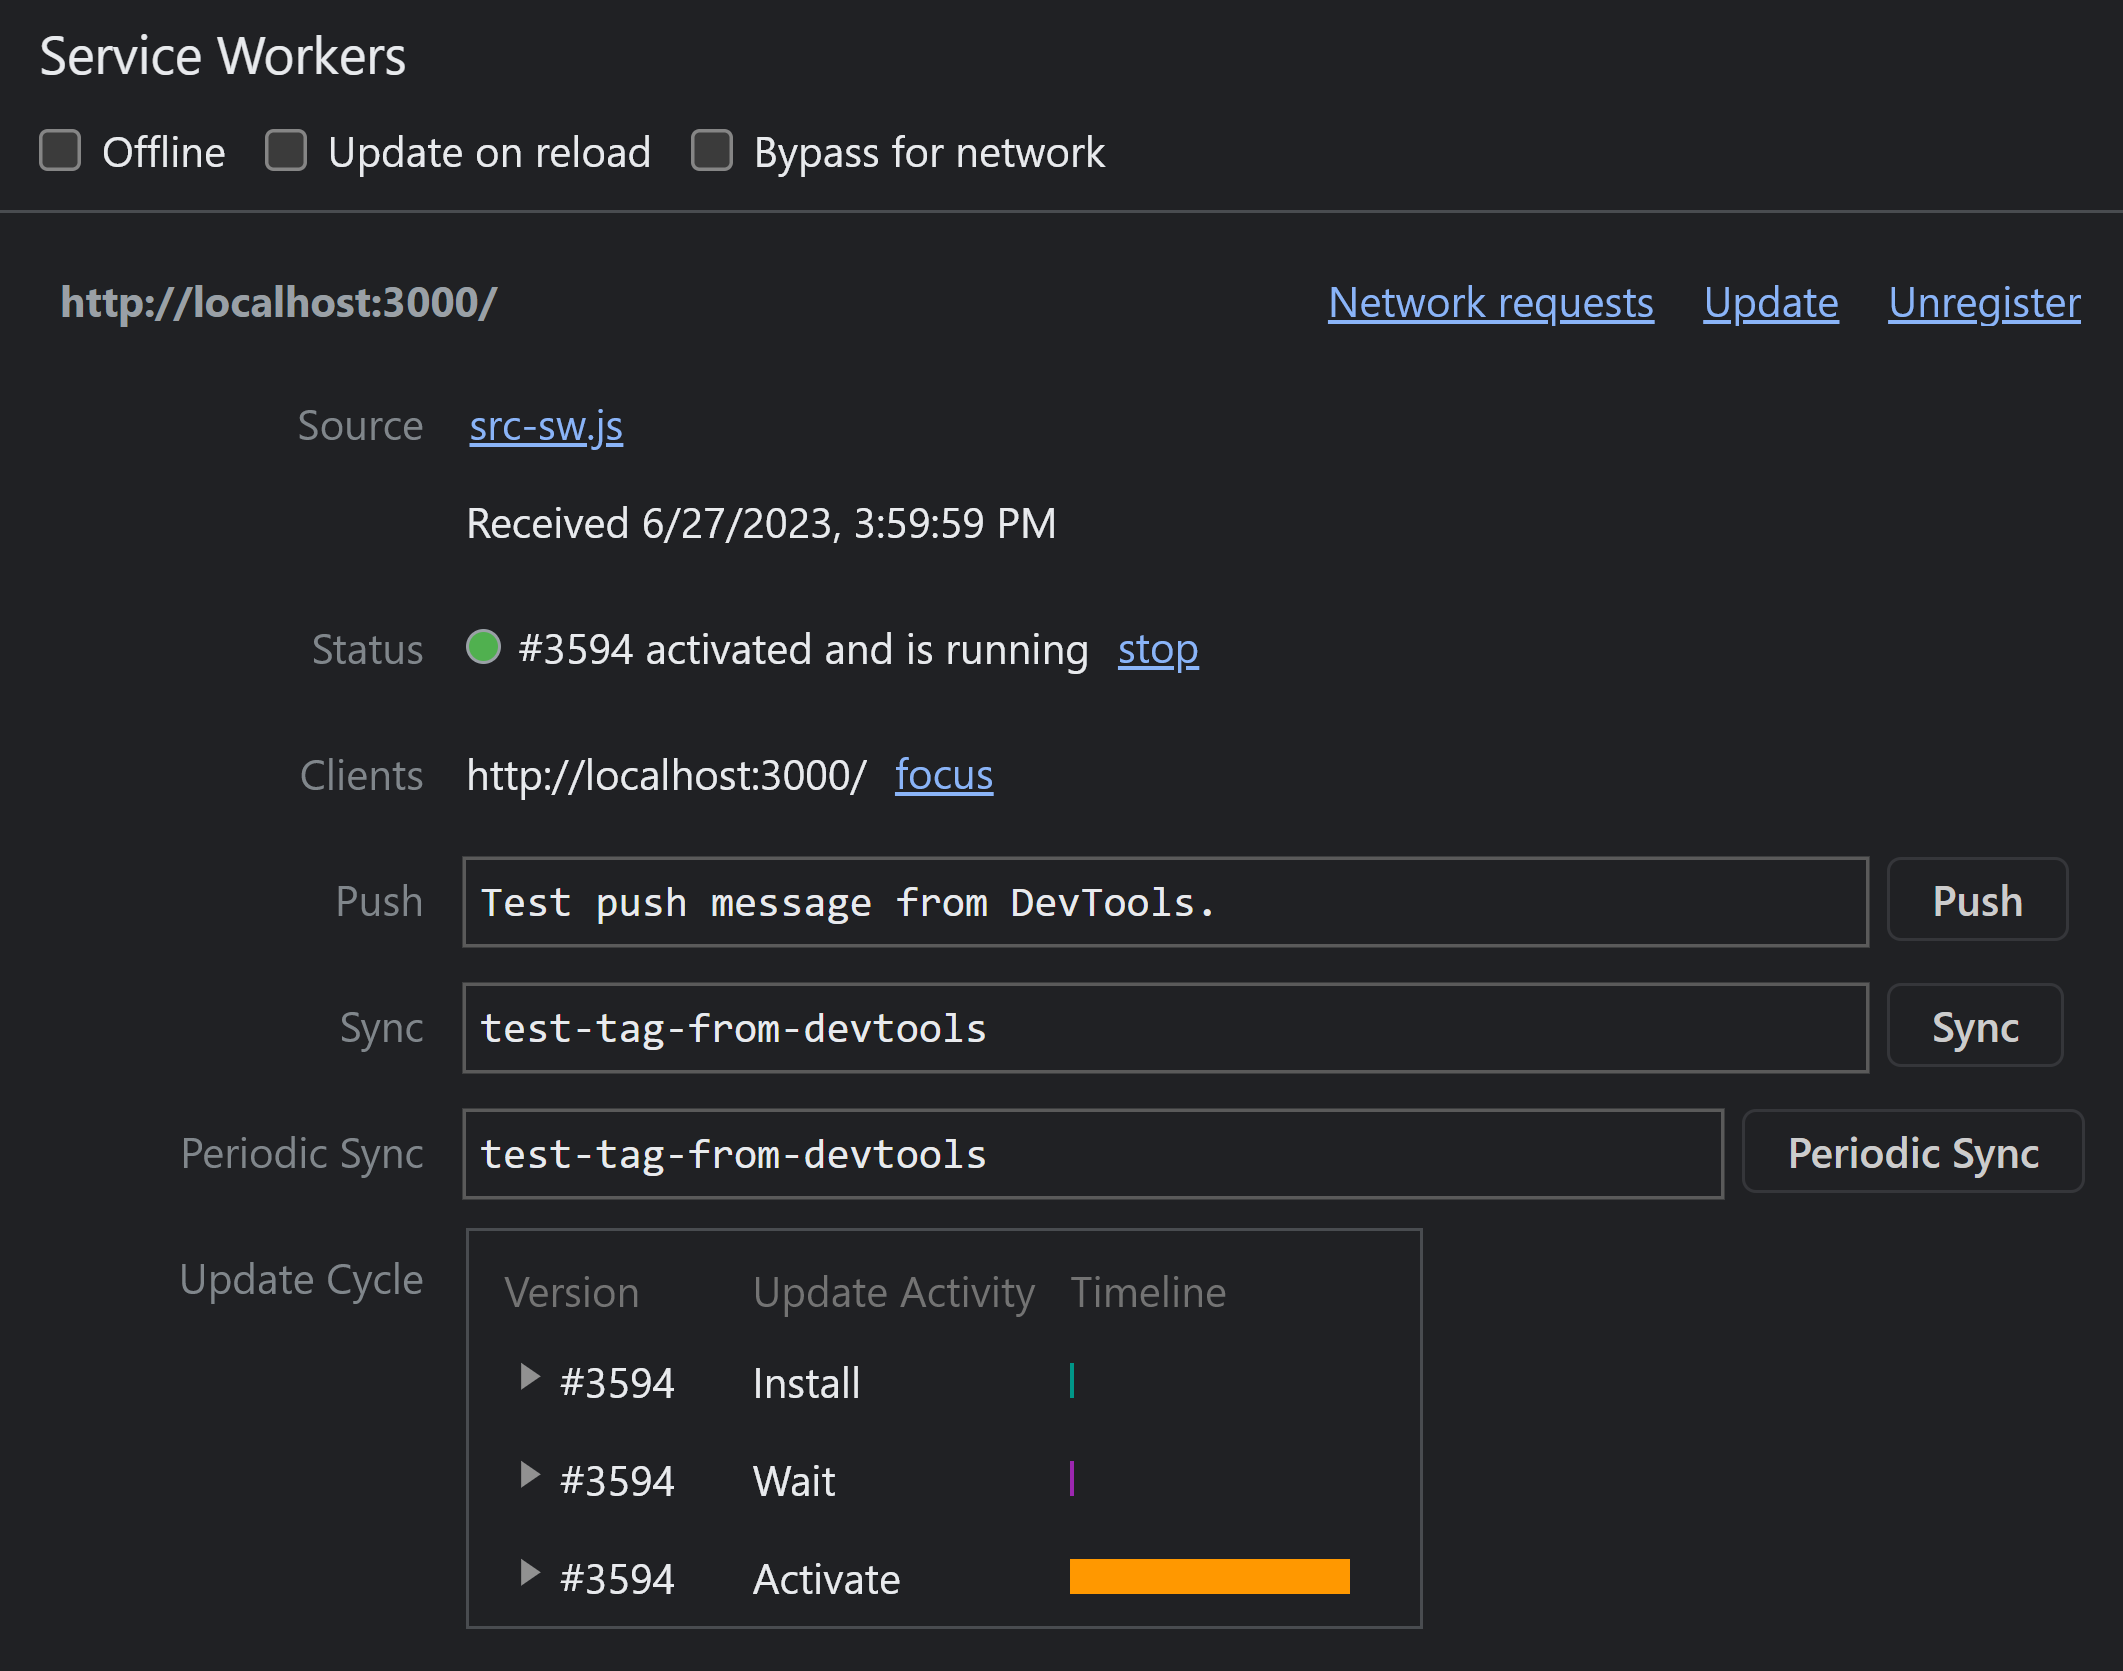 Service Workers
Offline Update on reload Bypass for network
http://localhost:3000/ Network requests Update Unregister
Source src-sw.js
Received 6/27/2023, 3:59:59 PM
Status #3594 activated and is running stop
Clients http://localhost:3000/ focus
Push Test push message from DevTools. Push
Sync test-tag-from-devtools Sync
Periodic Sync test-tag-from-devtools Periodic Sync
Update Cycle
Version Update Activity Timeline
#3594 Install
#3594 Wait
#3594 Activate